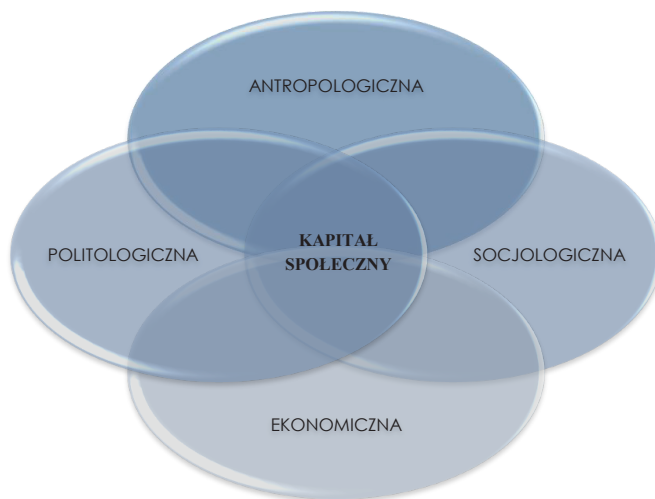 ANTROPOLOGICZNA
POLITOLOGICZNA
KAPITAŁ
SPOŁECZNY
SOCJOLOGICZNA
EKONOMICZNA